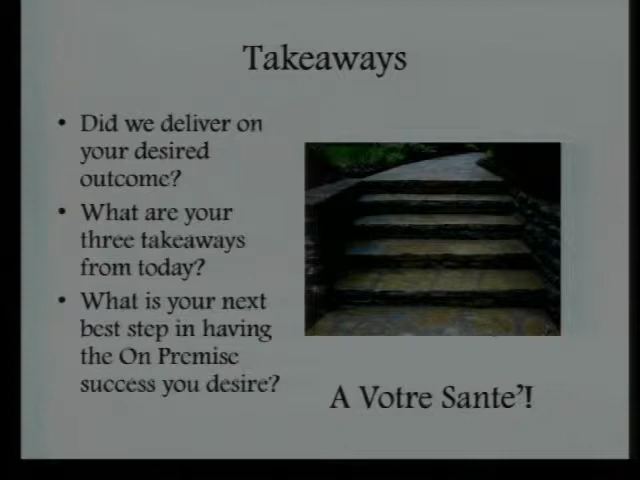 Takeaways
• Did we deliver on
your desired
outcome?
• What are your
three takeaways
from today?
• What is your next
best step in having
the On Premise
success you desire?
A Votre Sante'!